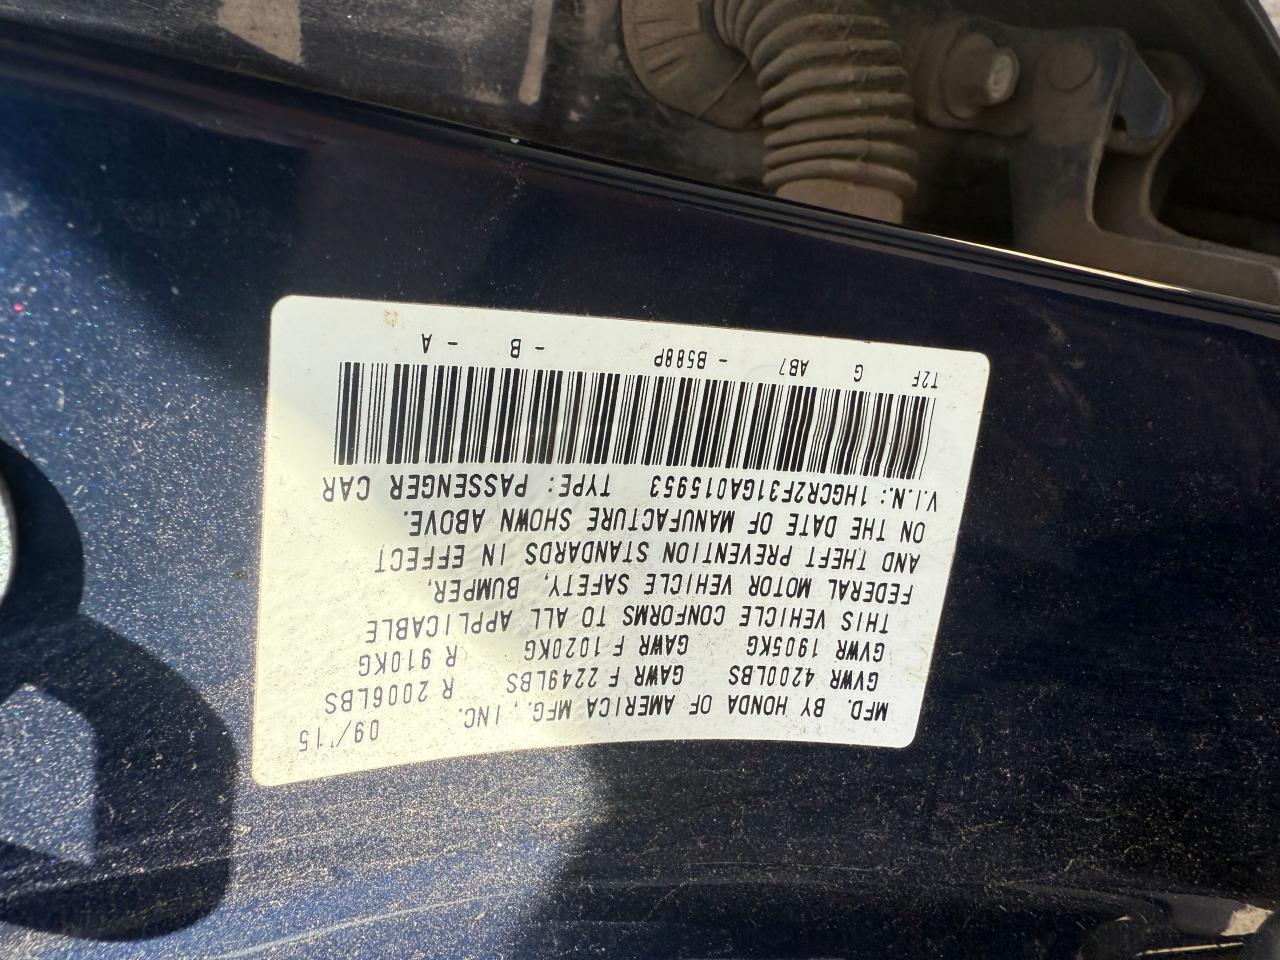 MFD. BY HONDA OF AMERICA MFG., INC. 09/'15
GVWR 4200LBS GAWR F 2249LBS R 2006LBS
GVWR 1905KG GAWR F 1020KG R 910KG
THIS VEHICLE CONFORMS TO ALL APPLICABLE
FEDERAL MOTOR VEHICLE SAFETY, BUMPER,
AND THEFT PREVENTION STANDARDS IN EFFECT
ON THE DATE OF MANUFACTURE SHOWN ABOVE.
V.I.N.: 1HGCR2F31GA015953 TYPE: PASSENGER CAR
T2F G AB7 - B588P - B - A